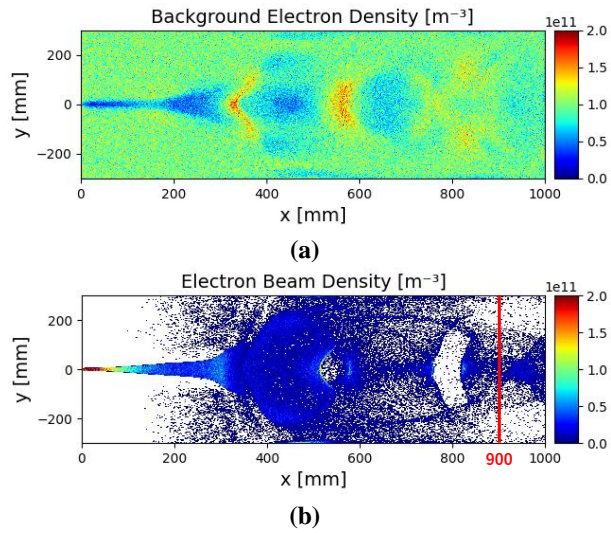 Background Electron Density [m⁻³]
1e11
200
0
−200
y [mm]
0 200 400 600 800 1000
x [mm]
2.0
1.5
1.0
0.5
0.0
(a)
Electron Beam Density [m⁻³]
1e11
200
0
−200
y [mm]
0 200 400 600 800 1000
900
x [mm]
2.0
1.5
1.0
0.5
0.0
(b)